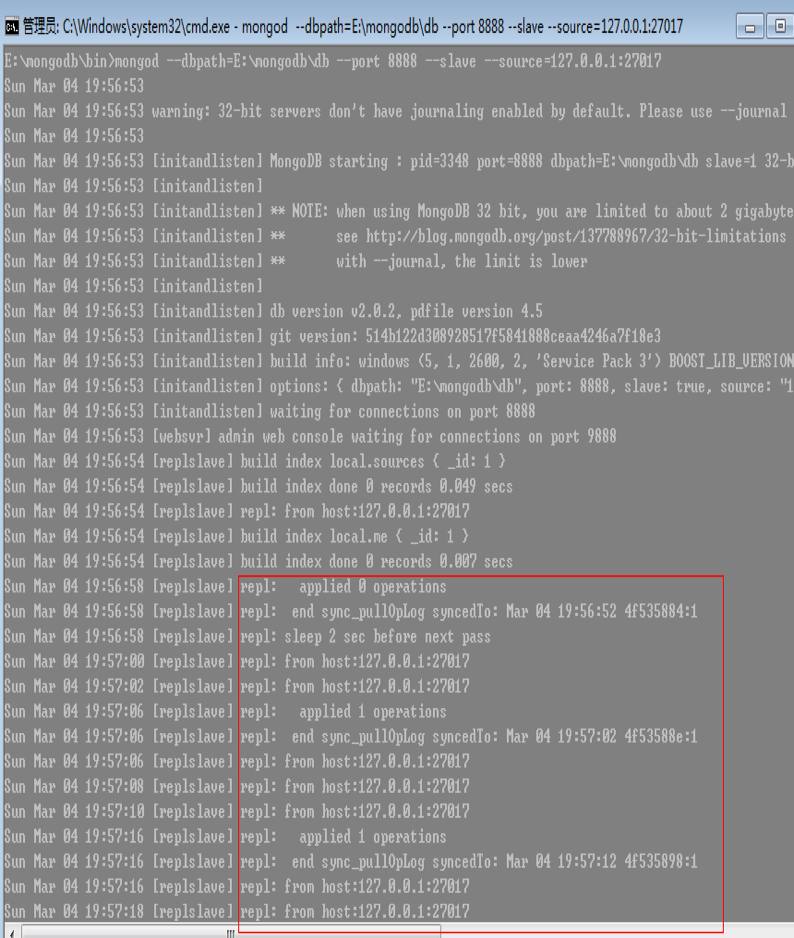 管理员: C:\Windows\system32\cmd.exe - mongod --dbpath=E:\mongodb\db --port 8888 --slave --source=127.0.0.1:27017
E:\mongodb\bin>mongod --dbpath=E:\mongodb\db --port 8888 --slave --source=127.0.0.1:27017
Sun Mar 04 19:56:53
Sun Mar 04 19:56:53 warning: 32-bit servers don't have journaling enabled by default. Please use --journal
Sun Mar 04 19:56:53
Sun Mar 04 19:56:53 [initandlisten] MongoDB starting : pid=3348 port=8888 dbpath=E:\mongodb\db slave=1 32-b
Sun Mar 04 19:56:53 [initandlisten]
Sun Mar 04 19:56:53 [initandlisten] ** NOTE: when using MongoDB 32 bit, you are limited to about 2 gigabyte
Sun Mar 04 19:56:53 [initandlisten] **       see http://blog.mongodb.org/post/137788967/32-bit-limitations
Sun Mar 04 19:56:53 [initandlisten] **       with --journal, the limit is lower
Sun Mar 04 19:56:53 [initandlisten]
Sun Mar 04 19:56:53 [initandlisten] db version v2.0.2, pdfile version 4.5
Sun Mar 04 19:56:53 [initandlisten] git version: 514b122d308928517f5841888ceaa4246a7f18e3
Sun Mar 04 19:56:53 [initandlisten] build info: windows (5, 1, 2600, 2, 'Service Pack 3') BOOST_LIB_VERSION
Sun Mar 04 19:56:53 [initandlisten] options: { dbpath: "E:\mongodb\db", port: 8888, slave: true, source: "1
Sun Mar 04 19:56:53 [initandlisten] waiting for connections on port 8888
Sun Mar 04 19:56:53 [websvr] admin web console waiting for connections on port 9888
Sun Mar 04 19:56:54 [replslave] build index local.sources { _id: 1 }
Sun Mar 04 19:56:54 [replslave] build index done 0 records 0.049 secs
Sun Mar 04 19:56:54 [replslave] repl: from host:127.0.0.1:27017
Sun Mar 04 19:56:54 [replslave] build index local.me { _id: 1 }
Sun Mar 04 19:56:54 [replslave] build index done 0 records 0.007 secs
Sun Mar 04 19:56:58 [replslave] repl:   applied 0 operations
Sun Mar 04 19:56:58 [replslave] repl:  end sync_pullOpLog syncedTo: Mar 04 19:56:52 4f535884:1
Sun Mar 04 19:56:58 [replslave] repl: sleep 2 sec before next pass
Sun Mar 04 19:57:00 [replslave] repl: from host:127.0.0.1:27017
Sun Mar 04 19:57:02 [replslave] repl: from host:127.0.0.1:27017
Sun Mar 04 19:57:06 [replslave] repl:   applied 1 operations
Sun Mar 04 19:57:06 [replslave] repl:  end sync_pullOpLog syncedTo: Mar 04 19:57:02 4f53588e:1
Sun Mar 04 19:57:06 [replslave] repl: from host:127.0.0.1:27017
Sun Mar 04 19:57:08 [replslave] repl: from host:127.0.0.1:27017
Sun Mar 04 19:57:10 [replslave] repl: from host:127.0.0.1:27017
Sun Mar 04 19:57:16 [replslave] repl:   applied 1 operations
Sun Mar 04 19:57:16 [replslave] repl:  end sync_pullOpLog syncedTo: Mar 04 19:57:12 4f535898:1
Sun Mar 04 19:57:16 [replslave] repl: from host:127.0.0.1:27017
Sun Mar 04 19:57:18 [replslave] repl: from host:127.0.0.1:27017